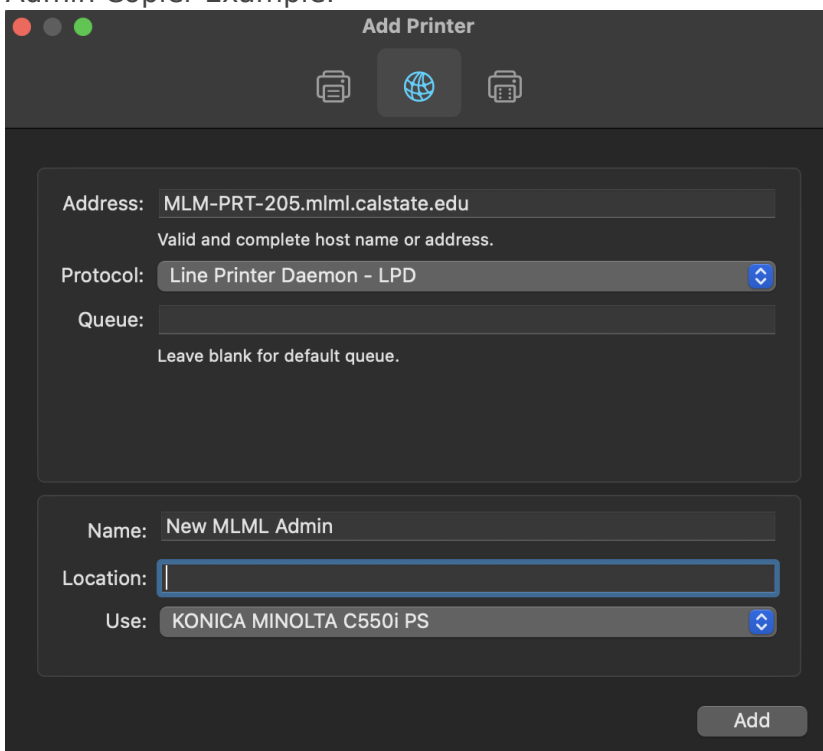 Admin Copier Example:
Add Printer
Address: MLM-PRT-205.mlml.calstate.edu
Valid and complete host name or address.
Protocol: Line Printer Daemon - LPD
Queue:
Leave blank for default queue.
Name: New MLML Admin
Location:
Use: KONICA MINOLTA C550i PS
Add